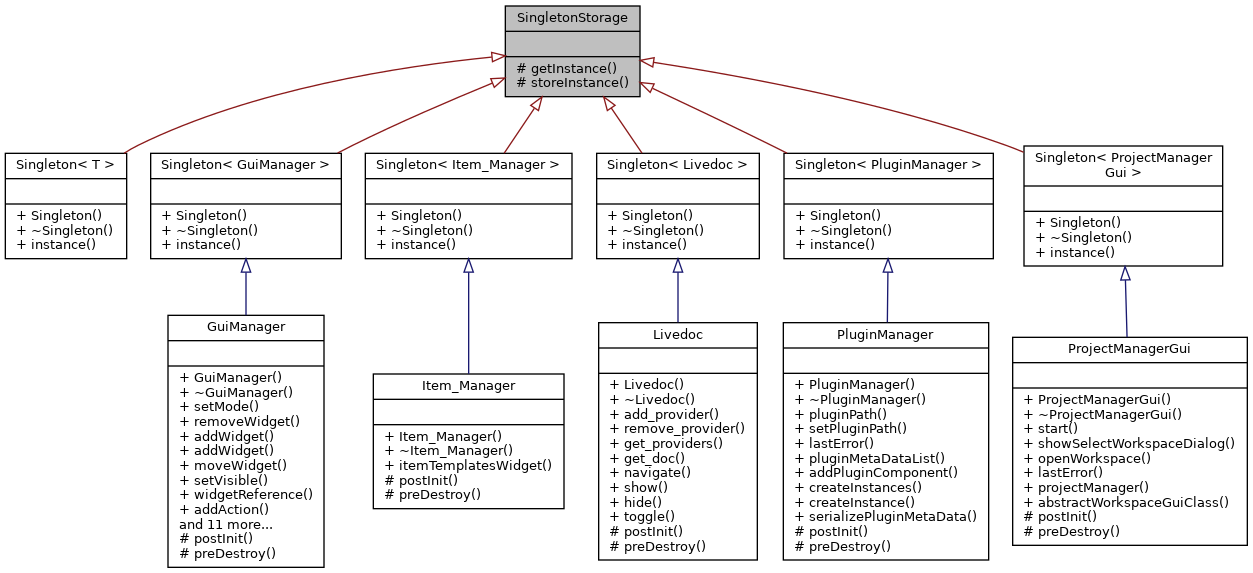 SingletonStorage
# getInstance()
# storeInstance()
Singleton< T >
+ Singleton()
+ ~Singleton()
+ instance()
Singleton< GuiManager >
+ Singleton()
+ ~Singleton()
+ instance()
Singleton< Item_Manager >
+ Singleton()
+ ~Singleton()
+ instance()
Singleton< Livedoc >
+ Singleton()
+ ~Singleton()
+ instance()
Singleton< PluginManager >
+ Singleton()
+ ~Singleton()
+ instance()
Singleton< ProjectManager
Gui >
+ Singleton()
+ ~Singleton()
+ instance()
GuiManager
+ GuiManager()
+ ~GuiManager()
+ setMode()
+ removeWidget()
+ addWidget()
+ addWidget()
+ moveWidget()
+ setVisible()
+ widgetReference()
+ addAction()
and 11 more...
# postInit()
# preDestroy()
Item_Manager
+ Item_Manager()
+ ~Item_Manager()
+ itemTemplatesWidget()
# postInit()
# preDestroy()
Livedoc
+ Livedoc()
+ ~Livedoc()
+ add_provider()
+ remove_provider()
+ get_providers()
+ get_doc()
+ navigate()
+ show()
+ hide()
+ toggle()
# postInit()
# preDestroy()
PluginManager
+ PluginManager()
+ ~PluginManager()
+ pluginPath()
+ setPluginPath()
+ lastError()
+ pluginMetaDataList()
+ addPluginComponent()
+ createInstances()
+ createInstance()
+ serializePluginMetaData()
# postInit()
# preDestroy()
ProjectManagerGui
+ ProjectManagerGui()
+ ~ProjectManagerGui()
+ start()
+ showSelectWorkspaceDialog()
+ openWorkspace()
+ lastError()
+ projectManager()
+ abstractWorkspaceGuiClass()
# postInit()
# preDestroy()